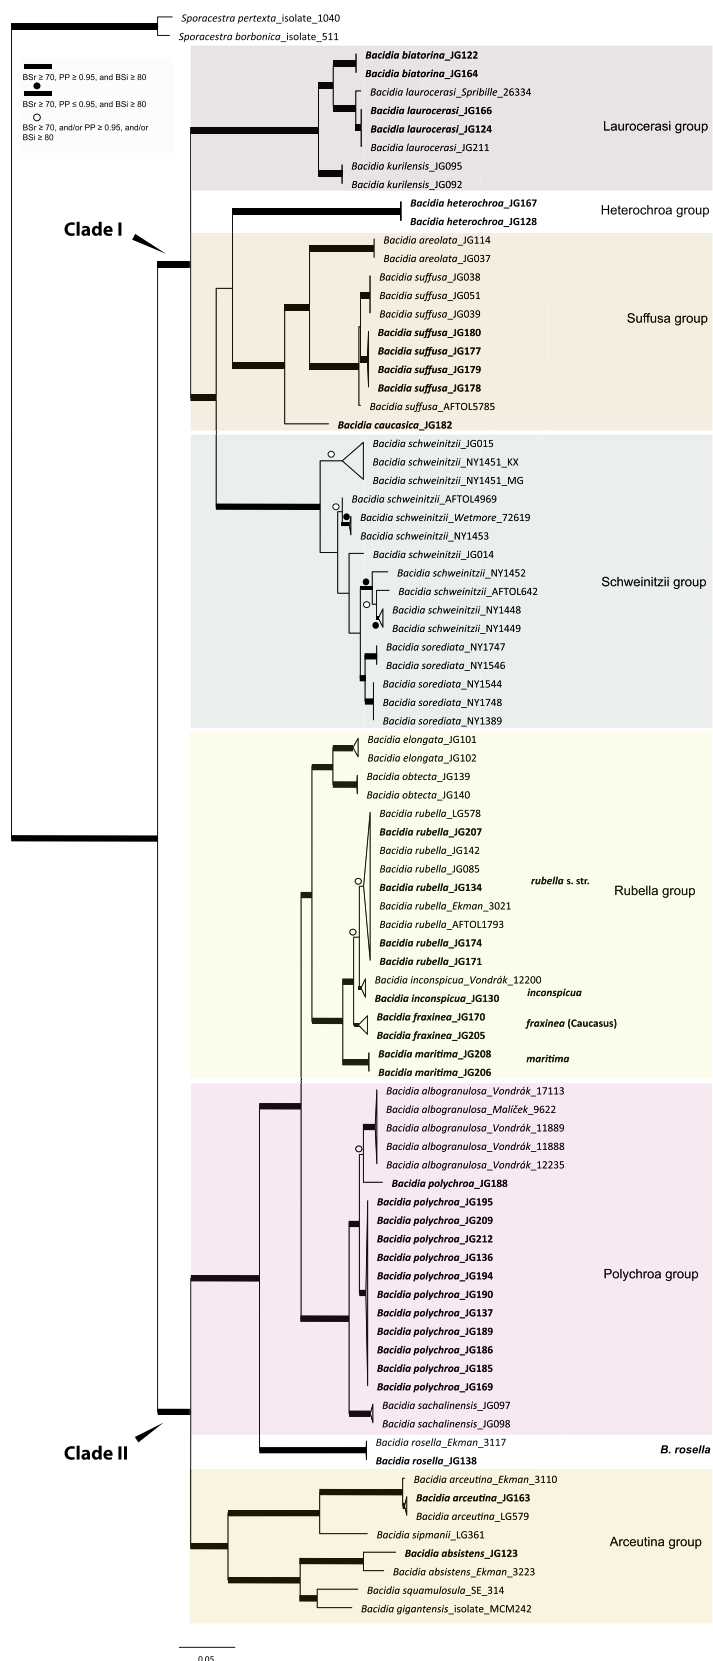 Sporacestra pertexta_isolate_1040
Sporacestra borbonica_isolate_511
BSr ≥ 70, PP ≥ 0.95, and BSi ≥ 80
BSr ≥ 70, PP ≤ 0.95, and BSi ≥ 80
BSr ≥ 70, and/or PP ≥ 0.95, and/or
BSi ≥ 80
Bacidia biatorina_JG122
Bacidia biatorina_JG164
Bacidia laurocerasi_Spribille_26334
Bacidia laurocerasi_JG166
Bacidia laurocerasi_JG124
Laurocerasi group
Bacidia laurocerasi_JG211
Bacidia kurilensis_JG095
Bacidia kurilensis_JG092
Bacidia heterochroa_JG167
Heterochroa group
Bacidia heterochroa_JG128
Clade I
Bacidia areolata_JG114
Bacidia areolata_JG037
Bacidia suffusa_JG038
Bacidia suffusa_JG051
Bacidia suffusa_JG039
Suffusa group
Bacidia suffusa_JG180
Bacidia suffusa_JG177
Bacidia suffusa_JG179
Bacidia suffusa_JG178
Bacidia suffusa_AFTOL5785
Bacidia caucasica_JG182
Bacidia schweinitzii_JG015
Bacidia schweinitzii_NY1451_KX
Bacidia schweinitzii_NY1451_MG
Bacidia schweinitzii_AFTOL4969
Bacidia schweinitzii_Wetmore_72619
Bacidia schweinitzii_NY1453
Bacidia schweinitzii_JG014
Bacidia schweinitzii_NY1452
Schweinitzii group
Bacidia schweinitzii_AFTOL642
Bacidia schweinitzii_NY1448
Bacidia schweinitzii_NY1449
Bacidia sorediata_NY1747
Bacidia sorediata_NY1546
Bacidia sorediata_NY1544
Bacidia sorediata_NY1748
Bacidia sorediata_NY1389
Bacidia elongata_JG101
Bacidia elongata_JG102
Bacidia obtecta_JG139
Bacidia obtecta_JG140
Bacidia rubella_LG578
Bacidia rubella_JG207
Bacidia rubella_JG142
Bacidia rubella_JG085
rubella s. str.
Bacidia rubella_JG134
Rubella group
Bacidia rubella_Ekman_3021
Bacidia rubella_AFTOL1793
Bacidia rubella_JG174
Bacidia rubella_JG171
Bacidia inconspicua_Vondrák_12200
inconspicua
Bacidia inconspicua_JG130
Bacidia fraxinea_JG170
fraxinea (Caucasus)
Bacidia fraxinea_JG205
Bacidia maritima_JG208
maritima
Bacidia maritima_JG206
Bacidia albogranulosa_Vondrák_17113
Bacidia albogranulosa_Malíček_9622
Bacidia albogranulosa_Vondrák_11889
Bacidia albogranulosa_Vondrák_11888
Bacidia albogranulosa_Vondrák_12235
Bacidia polychroa_JG188
Bacidia polychroa_JG195
Bacidia polychroa_JG209
Bacidia polychroa_JG212
Bacidia polychroa_JG136
Bacidia polychroa_JG194
Polychroa group
Bacidia polychroa_JG190
Bacidia polychroa_JG137
Bacidia polychroa_JG189
Bacidia polychroa_JG186
Bacidia polychroa_JG185
Bacidia polychroa_JG169
Bacidia sachalinensis_JG097
Bacidia sachalinensis_JG098
Clade II
Bacidia rosella_Ekman_3117
B. rosella
Bacidia rosella_JG138
Bacidia arceutina_Ekman_3110
Bacidia arceutina_JG163
Bacidia arceutina_LG579
Bacidia sipmanii_LG361
Arceutina group
Bacidia absistens_JG123
Bacidia absistens_Ekman_3223
Bacidia squamulosula_SE_314
Bacidia gigantensis_isolate_MCM242
0.05